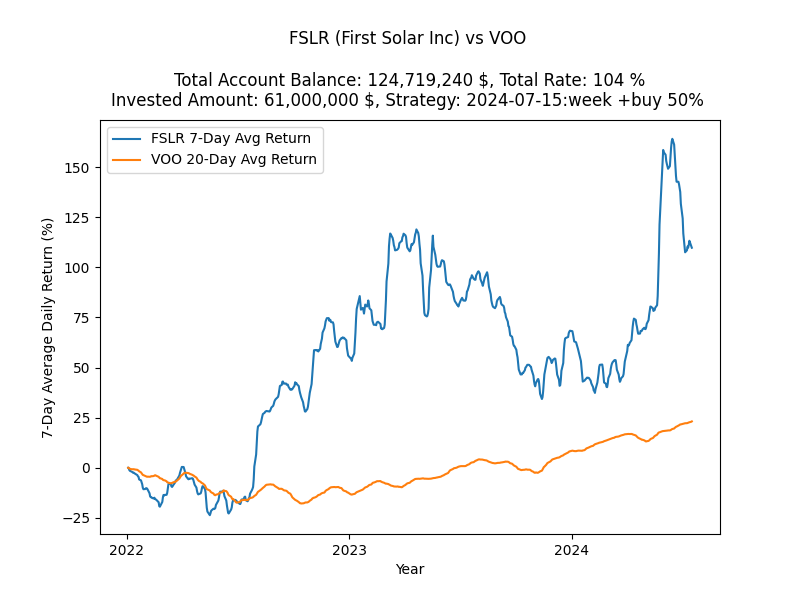 FSLR (First Solar Inc) vs VOO
Total Account Balance: 124,719,240 $, Total Rate: 104 %
Invested Amount: 61,000,000 $, Strategy: 2024-07-15:week +buy 50%
FSLR 7-Day Avg Return
VOO 20-Day Avg Return
7-Day Average Daily Return (%)
150
125
100
75
50
25
0
−25
2022
2023
2024
Year